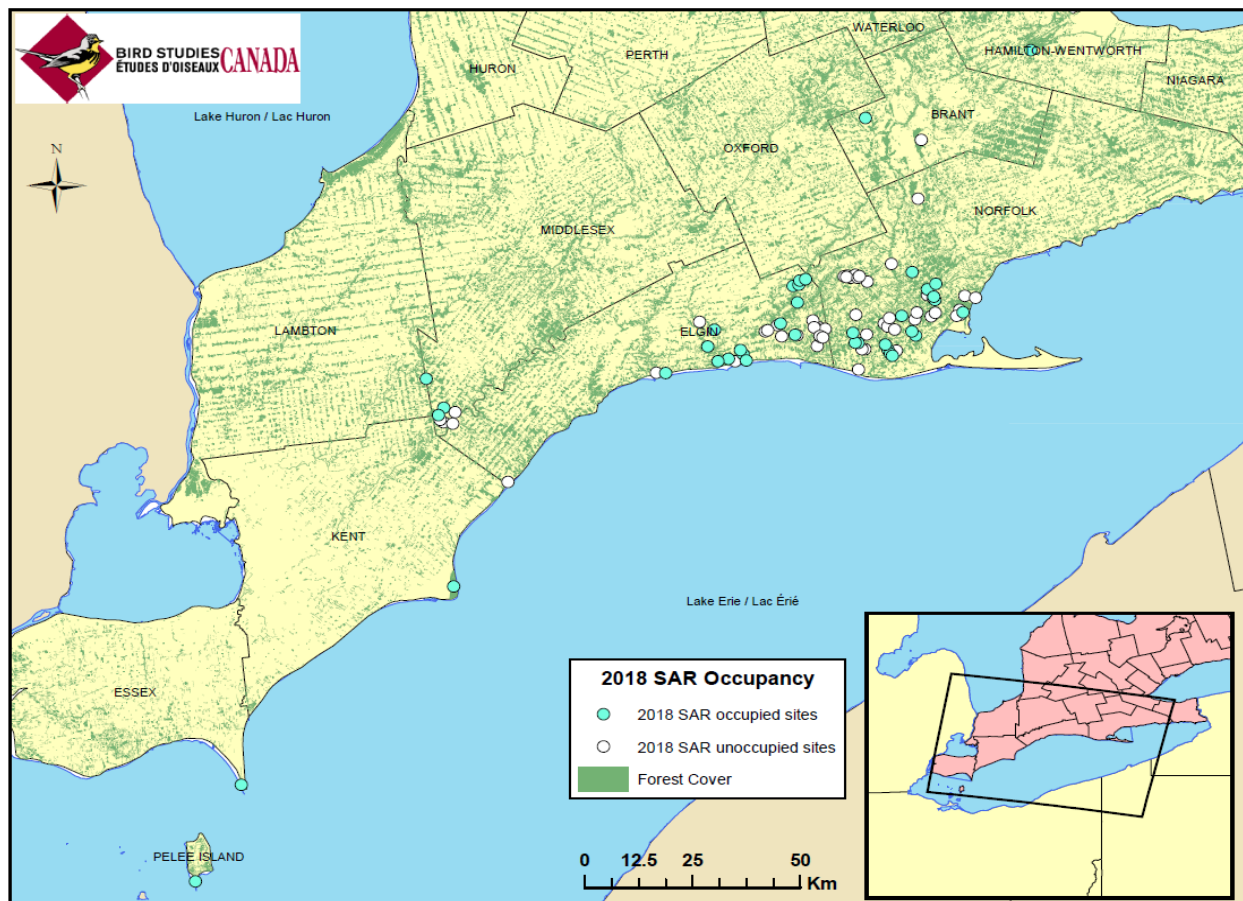 BIRD STUDIES
ÉTUDES D'OISEAUX
CANADA
WATERLOO
PERTH
HAMILTON-WENTWORTH
HURON
NIAGARA
Lake Huron / Lac Huron
BRANT
N
OXFORD
NORFOLK
MIDDLESEX
LAMBTON
ELGIN
KENT
Lake Erie / Lac Érié
ESSEX
PELEE ISLAND
2018 SAR Occupancy
2018 SAR occupied sites
2018 SAR unoccupied sites
Forest Cover
0 12.5 25 50
Km